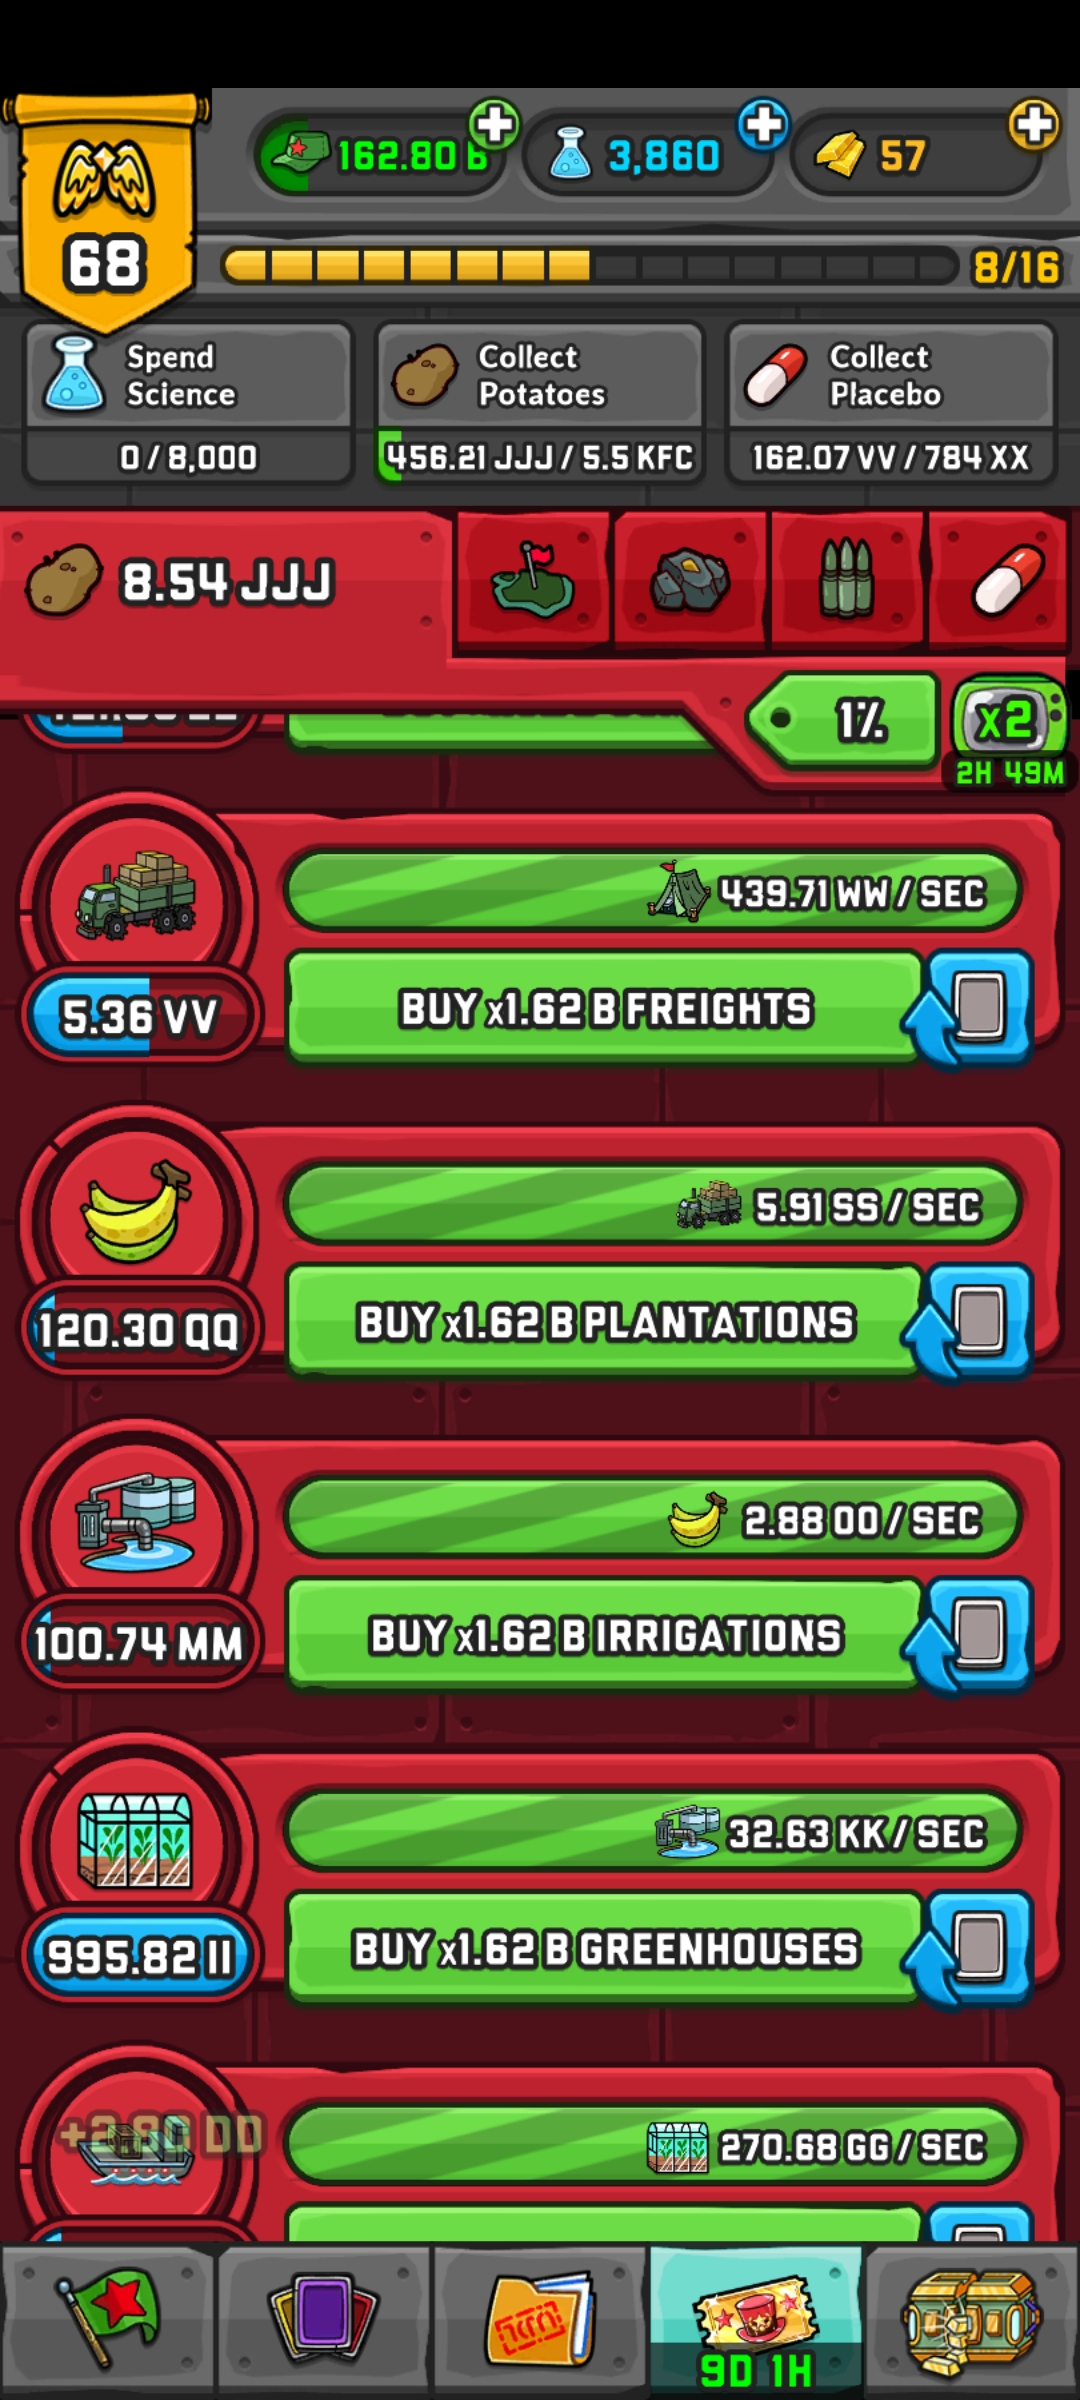 162.80 B
3,860
57
68
8/16
Spend
Science
Collect
Potatoes
Collect
Placebo
0 / 8,000
456.21 JJJ / 5.5 KFC
162.07 VV / 784 XX
8.54 JJJ
1%
x2
2H 49M
439.71 WW / SEC
BUY x1.62 B FREIGHTS
5.36 VV
5.91 SS / SEC
BUY x1.62 B PLANTATIONS
120.30 QQ
2.88 OO / SEC
BUY x1.62 B IRRIGATIONS
100.74 MM
32.63 KK / SEC
BUY x1.62 B GREENHOUSES
995.82 II
DD
270.68 GG / SEC
9D 1H